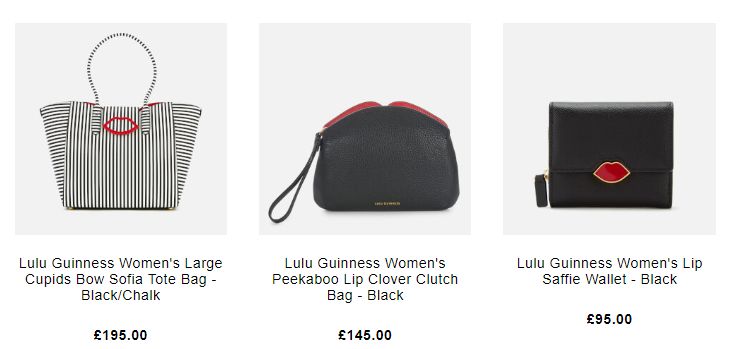 LULU GUINNESS
Lulu Guinness Women's Large
Cupids Bow Sofia Tote Bag -
Black/Chalk
£195.00
Lulu Guinness Women's
Peekaboo Lip Clover Clutch
Bag - Black
£145.00
Lulu Guinness Women's Lip
Saffie Wallet - Black
£95.00